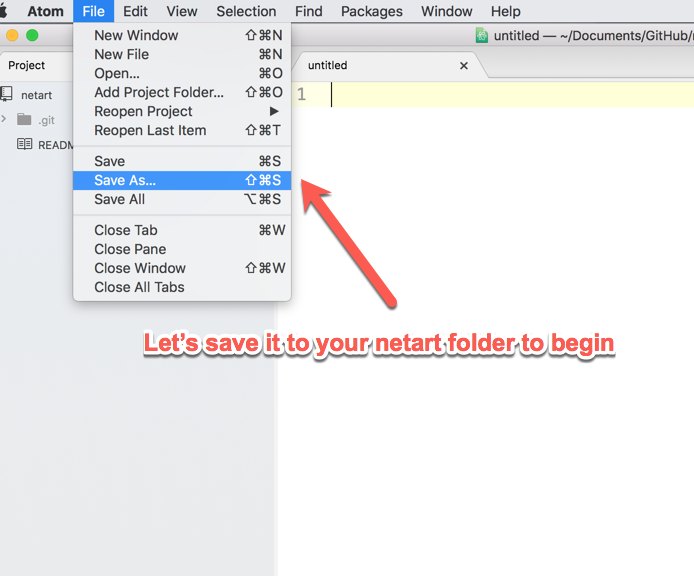 Atom File Edit View Selection Find Packages Window Help
untitled — ~/Documents/GitHub/
Project
untitled
netart
.git
READM
1
New Window ⇧⌘N
New File ⌘N
Open... ⌘O
Add Project Folder... ⇧⌘O
Reopen Project
Reopen Last Item ⇧⌘T
Save ⌘S
Save As... ⇧⌘S
Save All ⌥⌘S
Close Tab ⌘W
Close Pane
Close Window ⇧⌘W
Close All Tabs
Let's save it to your netart folder to begin